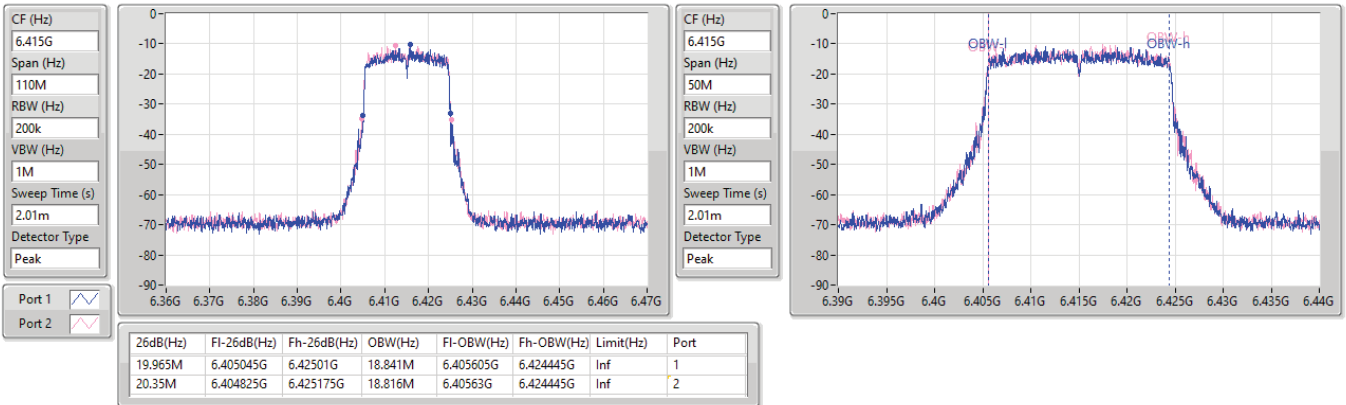 CF (Hz)
6.415G
Span (Hz)
110M
RBW (Hz)
200k
VBW (Hz)
1M
Sweep Time (s)
2.01m
Detector Type
Peak
Port 1
Port 2
0
-10
-20
-30
-40
-50
-60
-70
-80
-90
6.36G 6.37G 6.38G 6.39G 6.4G 6.41G 6.42G 6.43G 6.44G 6.45G 6.46G 6.47G
CF (Hz)
6.415G
Span (Hz)
50M
RBW (Hz)
200k
VBW (Hz)
1M
Sweep Time (s)
2.01m
Detector Type
Peak
0
-10
-20
-30
-40
-50
-60
-70
-80
-90
OBW-l OBW-h
OBW-h
6.39G 6.395G 6.4G 6.405G 6.41G 6.415G 6.42G 6.425G 6.43G 6.435G 6.44G
26dB(Hz) Fl-26dB(Hz) Fh-26dB(Hz) OBW(Hz) Fl-OBW(Hz) Fh-OBW(Hz) Limit(Hz) Port
19.965M 6.405045G 6.42501G 18.841M 6.405605G 6.424445G Inf 1
20.35M 6.404825G 6.425175G 18.816M 6.40563G 6.424445G Inf 2